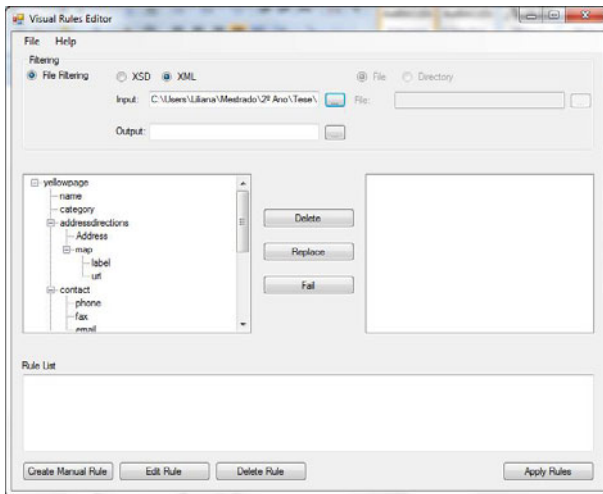 Visual Rules Editor
File Help
Filtering
File Filtering XSD XML File Directory
Input: C:\Users\Liliana\Mestrado\2º Ano\Tese\ ... File: ...
Output: ...
yellowpage
name
category
addressdirections
Address
map
label
url
contact
phone
fax
email
Delete
Replace
Fail
Rule List
Create Manual Rule Edit Rule Delete Rule Apply Rules